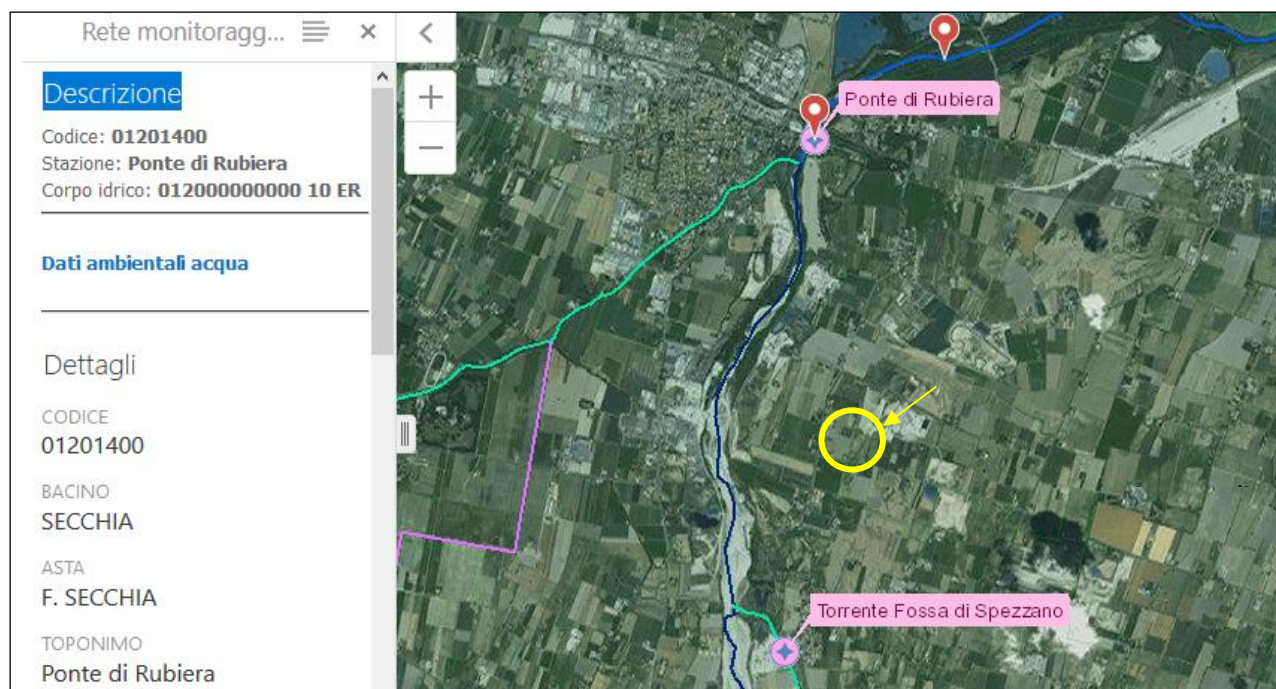 Rete monitoragg...
Descrizione
Codice: 01201400
Stazione: Ponte di Rubiera
Corpo idrico: 012000000000 10 ER
Dati ambientali acqua
Dettagli
CODICE
01201400
BACINO
SECCHIA
ASTA
F. SECCHIA
TOPONIMO
Ponte di Rubiera
Ponte di Rubiera
Torrente Fossa di Spezzano